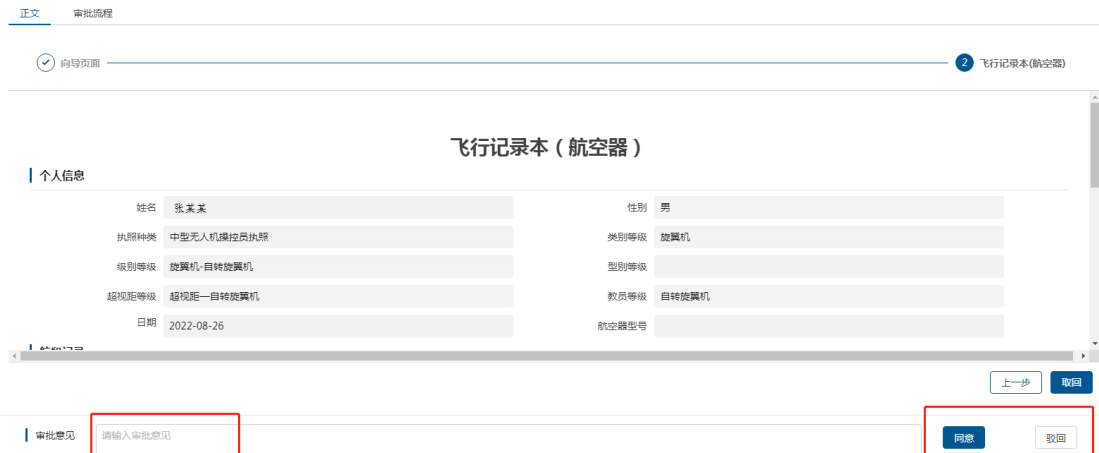 正文 审批流程
向导页面 2 飞行记录本(航空器)
飞行记录本（航空器）
个人信息
姓名 张某某 性别 男
执照种类 中型无人机操控员执照 类别等级 旋翼机
级别等级 旋翼机-自转旋翼机 型别等级
超视距等级 超视距—自转旋翼机 教员等级 自转旋翼机
日期 2022-08-26 航空器型号
上一步 取回
审批意见 请输入审批意见 同意 驳回